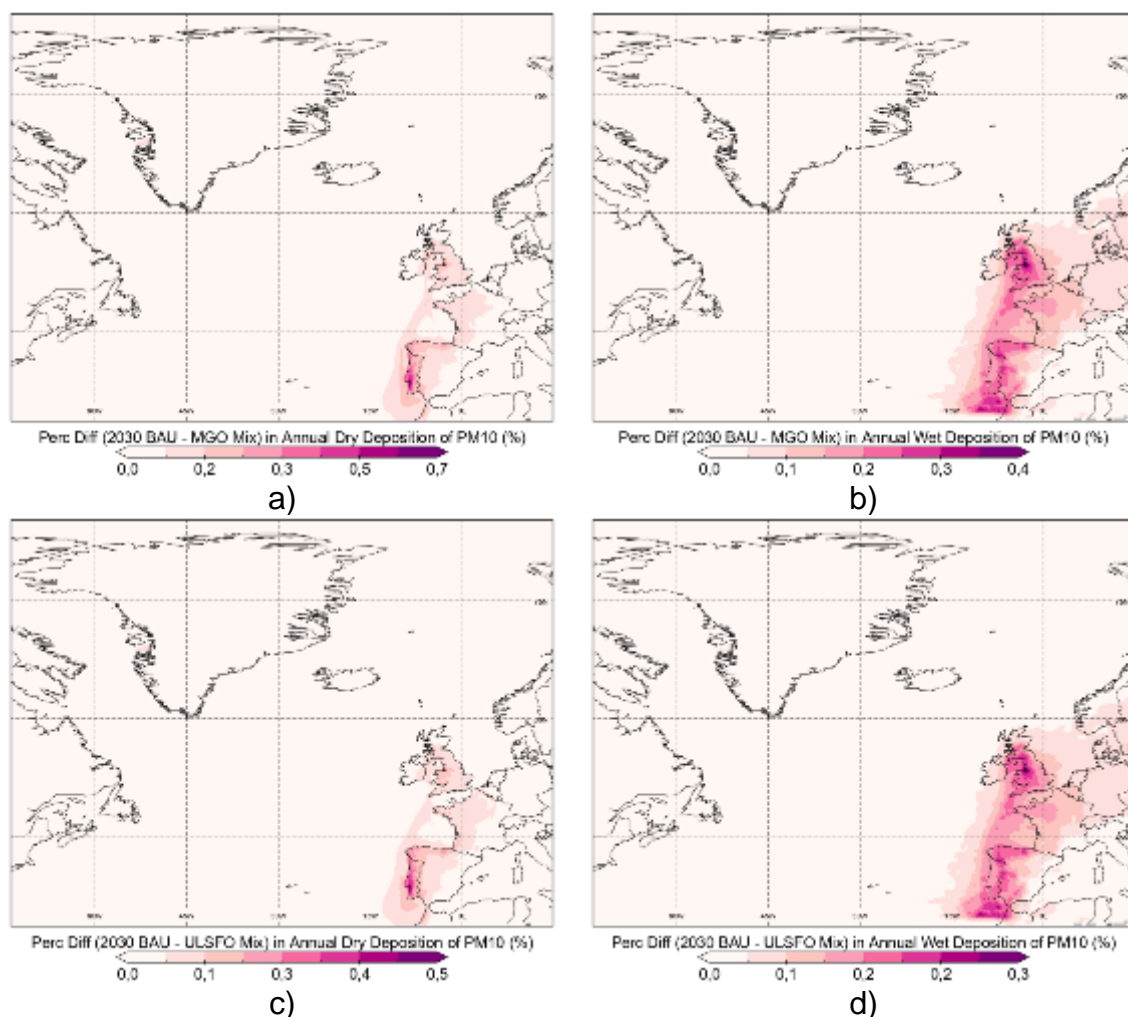 Perc Diff (2030 BAU - MGO Mix) in Annual Dry Deposition of PM10 (%)
0,0 0,2 0,3 0,5 0,7
a)
Perc Diff (2030 BAU - MGO Mix) in Annual Wet Deposition of PM10 (%)
0,0 0,1 0,2 0,3 0,4
b)
Perc Diff (2030 BAU - ULSFO Mix) in Annual Dry Deposition of PM10 (%)
0,0 0,1 0,3 0,4 0,5
c)
Perc Diff (2030 BAU - ULSFO Mix) in Annual Wet Deposition of PM10 (%)
0,0 0,1 0,2 0,2 0,3
d)